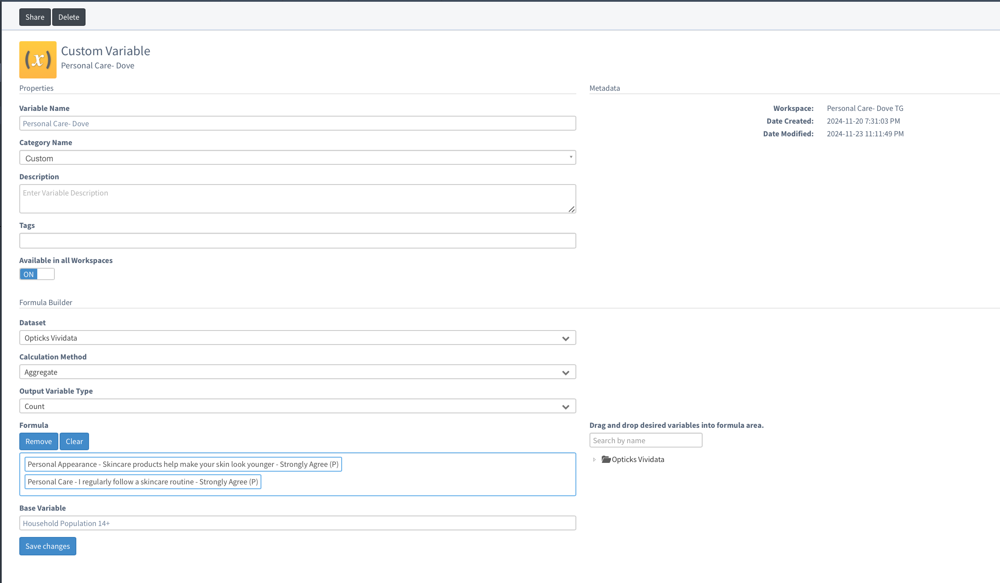 Share Delete
(x)
Custom Variable
Personal Care- Dove
Properties
Variable Name
Personal Care- Dove
Category Name
Custom
Description
Enter Variable Description
Tags
Available in all Workspaces
ON
Metadata
Workspace: Personal Care- Dove TG
Date Created: 2024-11-20 7:31:03 PM
Date Modified: 2024-11-23 11:11:49 PM
Formula Builder
Dataset
Opticks Vividata
Calculation Method
Aggregate
Output Variable Type
Count
Formula
Remove Clear
Personal Appearance - Skincare products help make your skin look younger - Strongly Agree (P)
Personal Care - I regularly follow a skincare routine - Strongly Agree (P)
Drag and drop desired variables into formula area.
Search by name
Opticks Vividata
Base Variable
Household Population 14+
Save changes